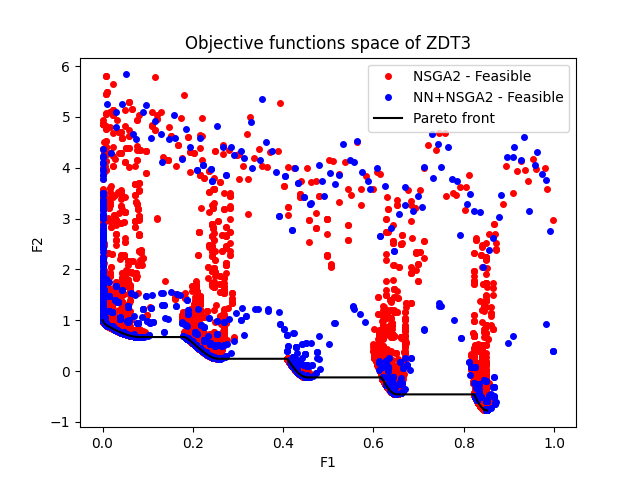 Objective functions space of ZDT3
NSGA2 - Feasible
NN+NSGA2 - Feasible
Pareto front
6
5
4
3
2
1
0
−1
F2
0.0 0.2 0.4 0.6 0.8 1.0
F1